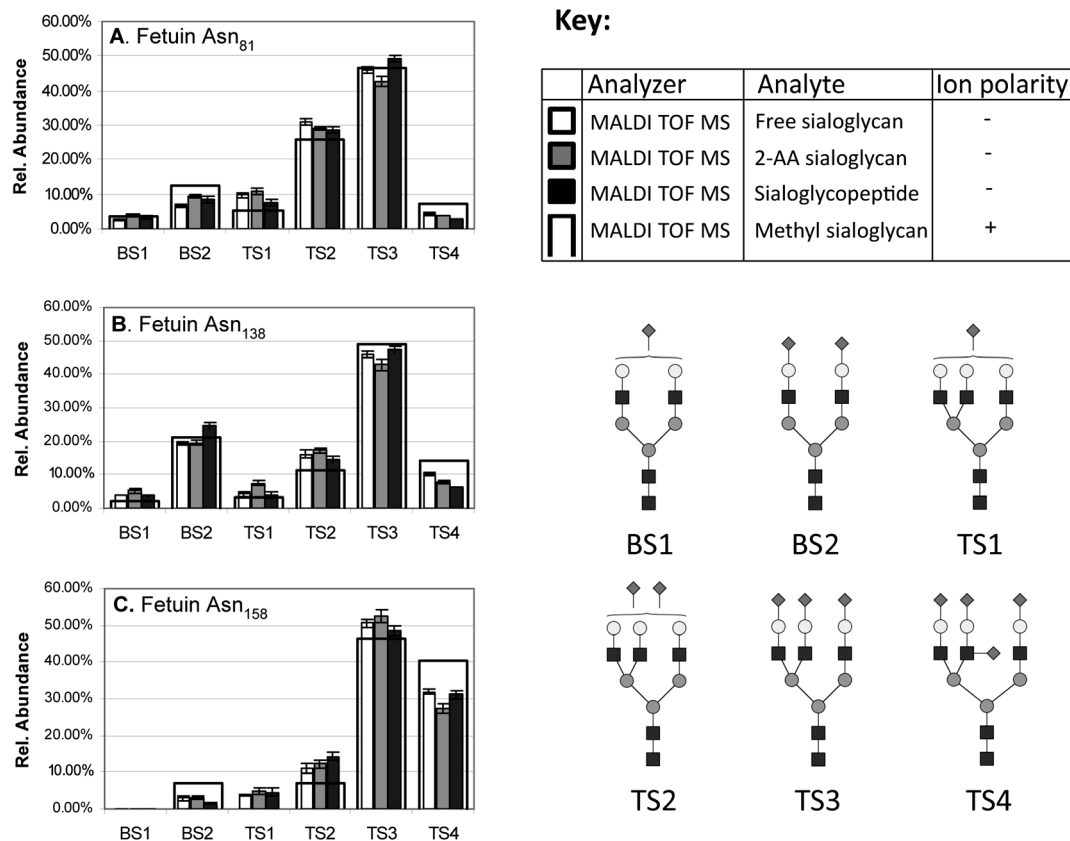 A. Fetuin Asn81
Rel. Abundance
60.00%
50.00%
40.00%
30.00%
20.00%
10.00%
0.00%
BS1 BS2 TS1 TS2 TS3 TS4
B. Fetuin Asn138
Rel. Abundance
60.00%
50.00%
40.00%
30.00%
20.00%
10.00%
0.00%
BS1 BS2 TS1 TS2 TS3 TS4
C. Fetuin Asn158
Rel. Abundance
60.00%
50.00%
40.00%
30.00%
20.00%
10.00%
0.00%
BS1 BS2 TS1 TS2 TS3 TS4
Key:
Analyzer Analyte Ion polarity
MALDI TOF MS Free sialoglycan -
MALDI TOF MS 2-AA sialoglycan -
MALDI TOF MS Sialoglycopeptide -
MALDI TOF MS Methyl sialoglycan +
BS1 BS2 TS1
TS2 TS3 TS4